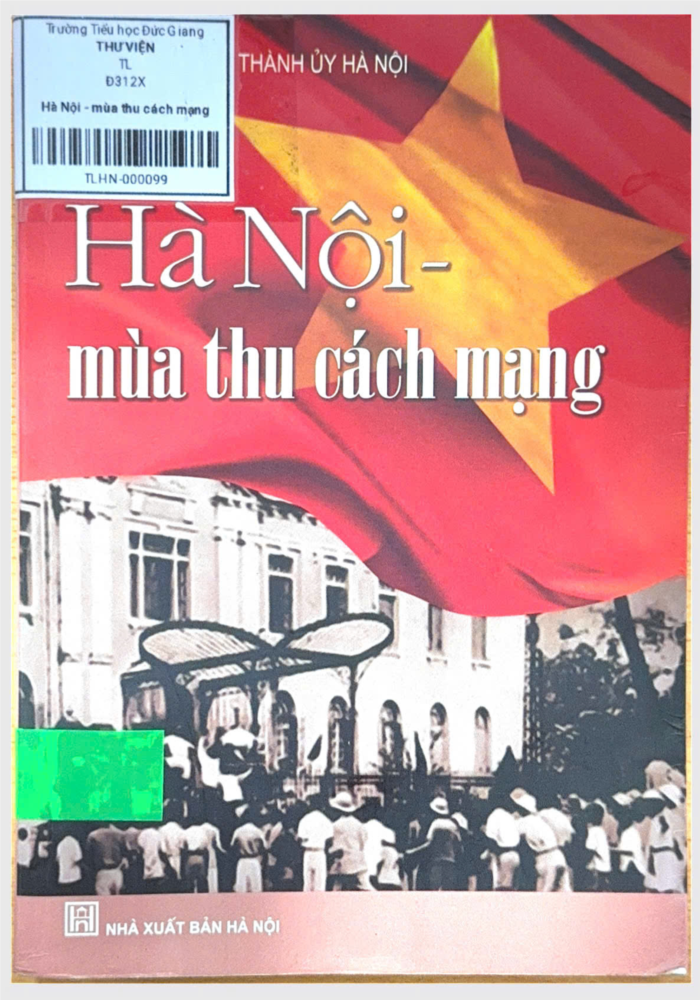 Trường Tiểu học Đức Giang
THƯ VIỆN
TL
Đ312X
Hà Nội - mùa thu cách mạng
TLHN-000099
THÀNH ỦY HÀ NỘI
Hà Nội -
mùa thu cách mạng
NHÀ XUẤT BẢN HÀ NỘI